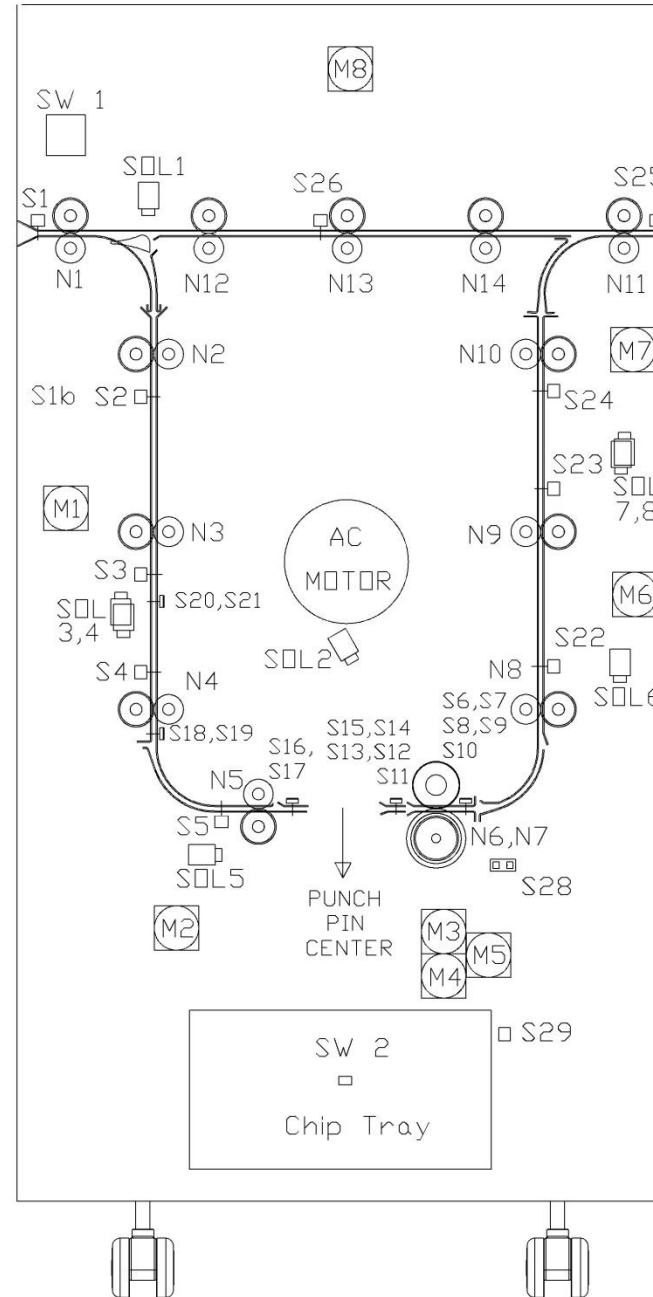 M8
SW 1
SOL1
S1
S26
S25
N1
N12
N13
N14
N11
N2
N10
M7
S1b S2
S24
S23
SOL
7,8
M1
N3
AC
MOTOR
N9
S3
S20,S21
M6
SOL
3,4
SOL2
S22
S4
N4
N8
SOL6
S6,S7
S8,S9
S10
S18,S19
S15,S14
S13,S12
S11
S16,
S17
N5
S5
N6,N7
SOL5
S28
PUNCH
PIN
CENTER
M2
M3
M5
M4
S29
SW 2
Chip Tray